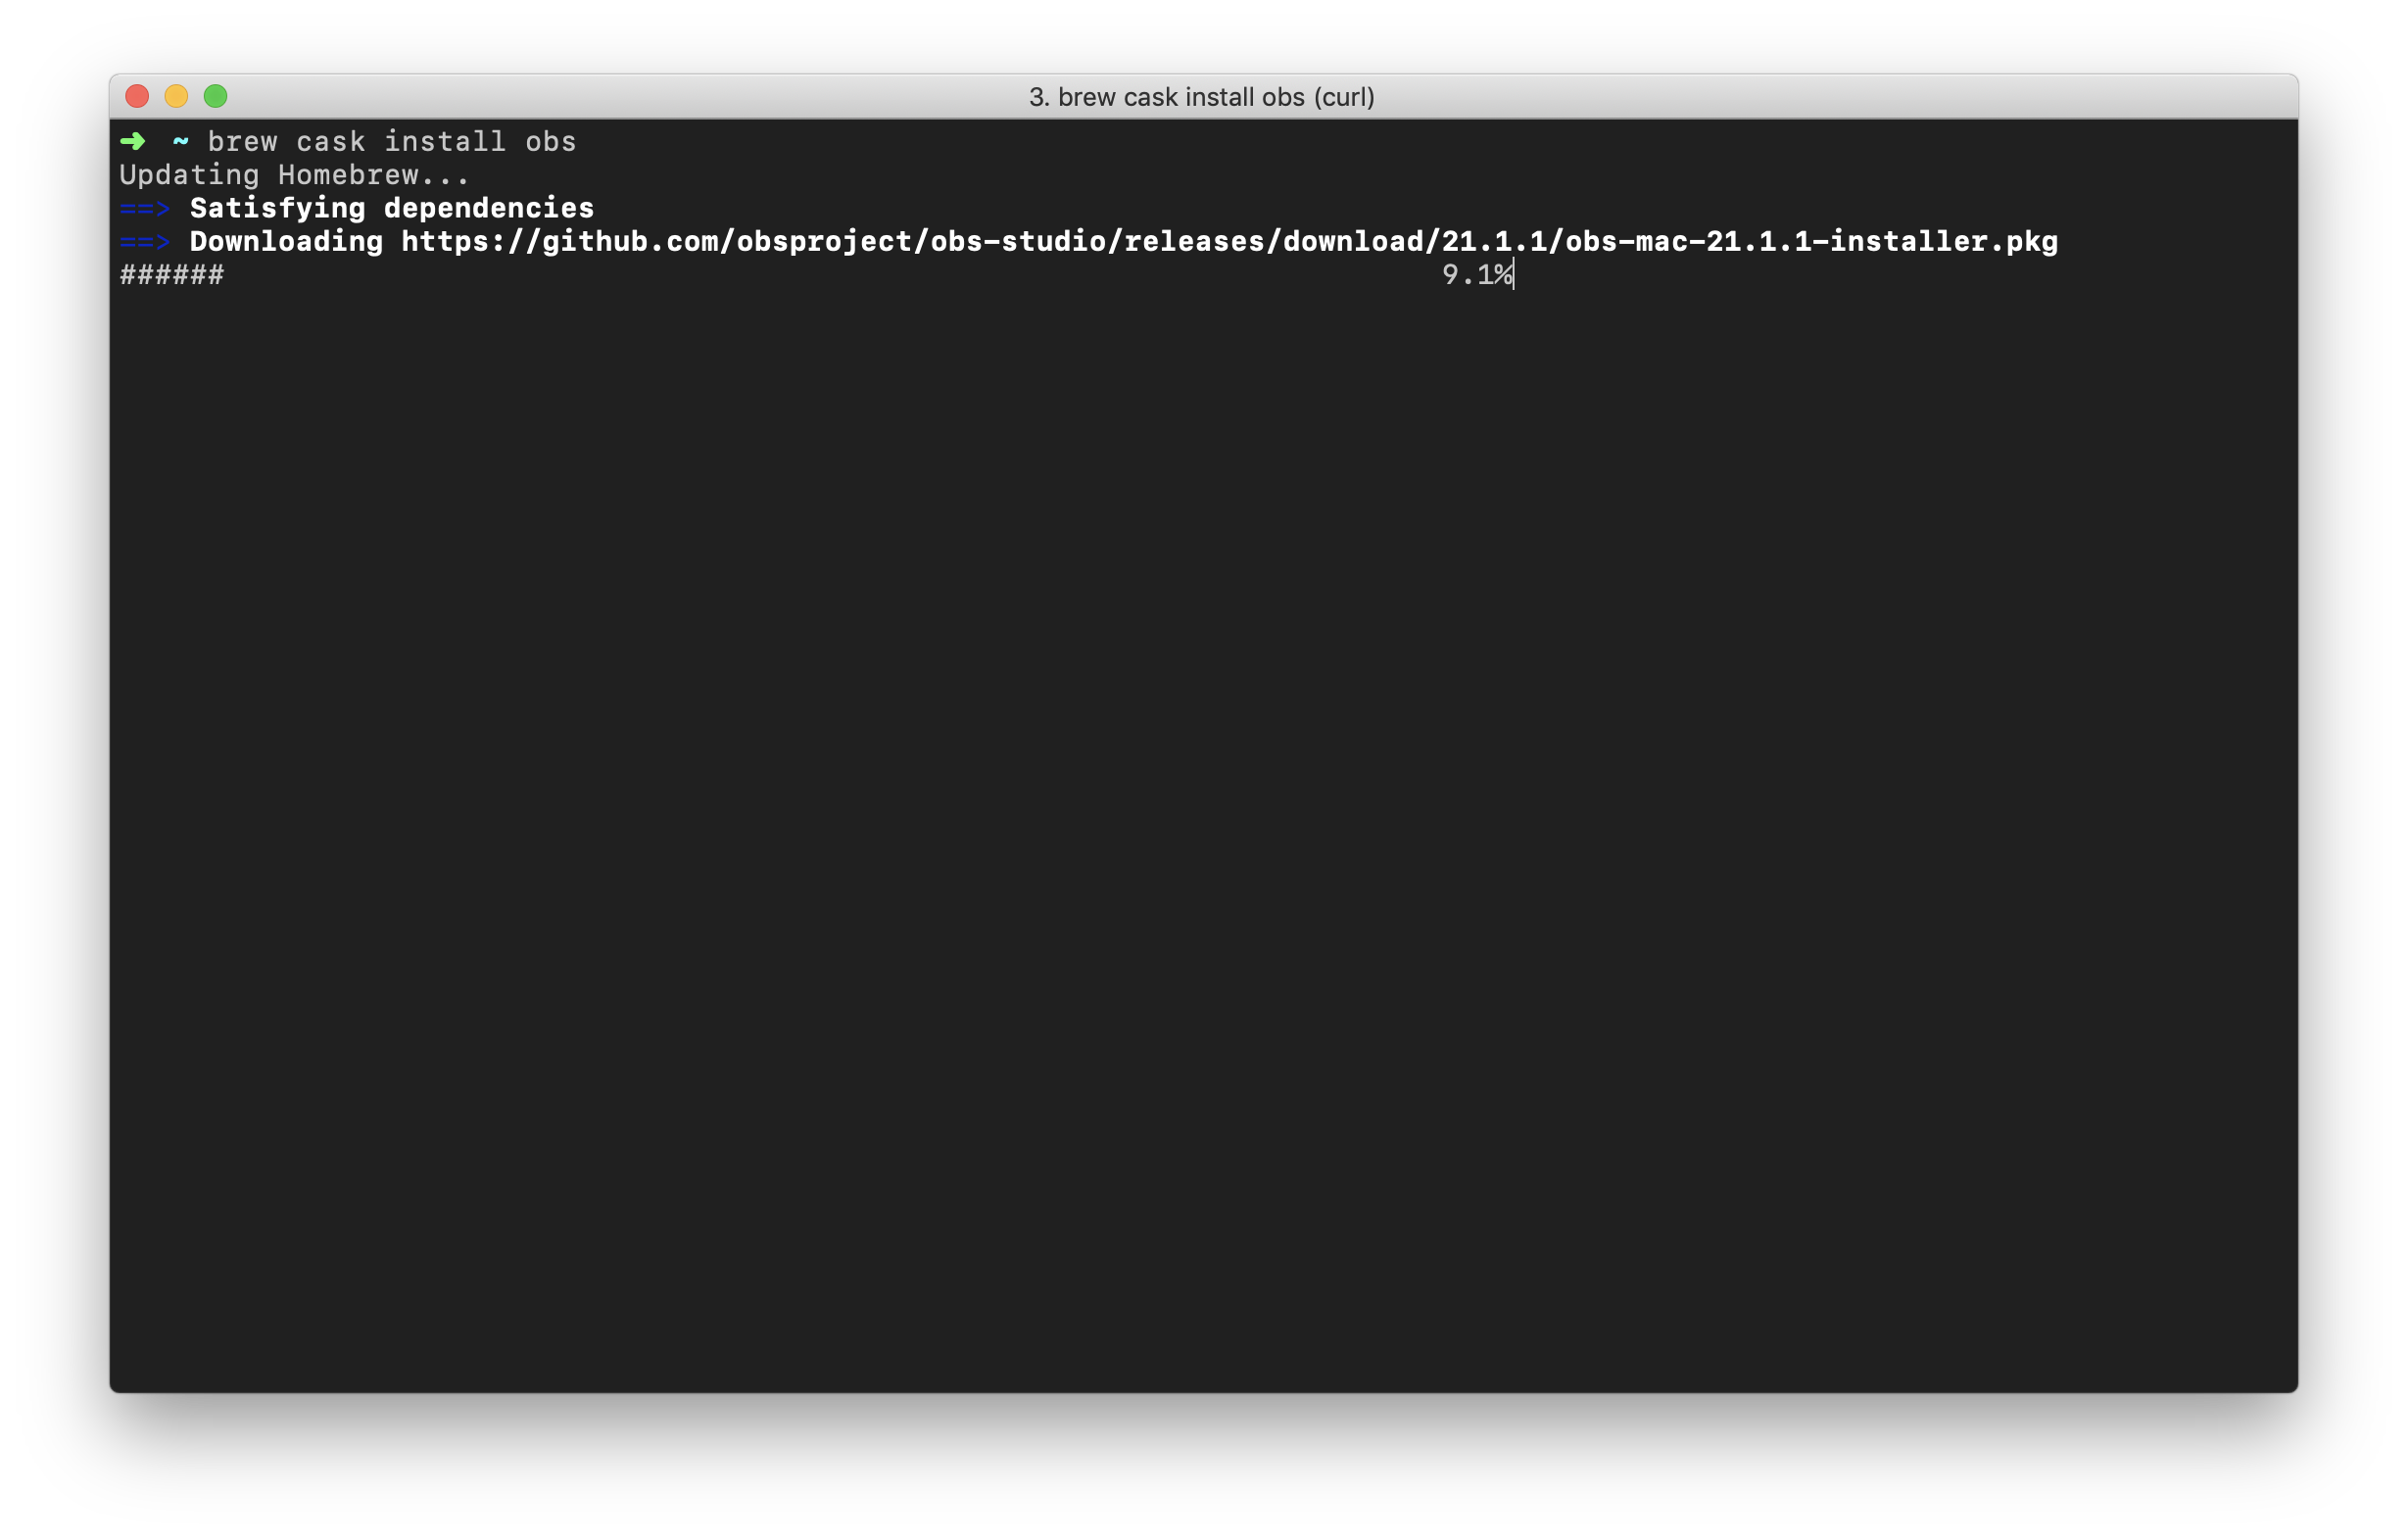 3. brew cask install obs (curl)
➜ ~ brew cask install obs
Updating Homebrew...
==> Satisfying dependencies
==> Downloading https://github.com/obsproject/obs-studio/releases/download/21.1.1/obs-mac-21.1.1-installer.pkg
###### 9.1%